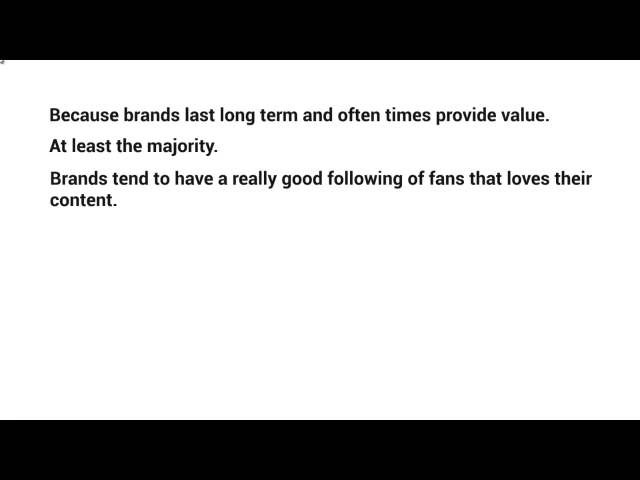 Because brands last long term and often times provide value.
At least the majority.
Brands tend to have a really good following of fans that loves their
content.